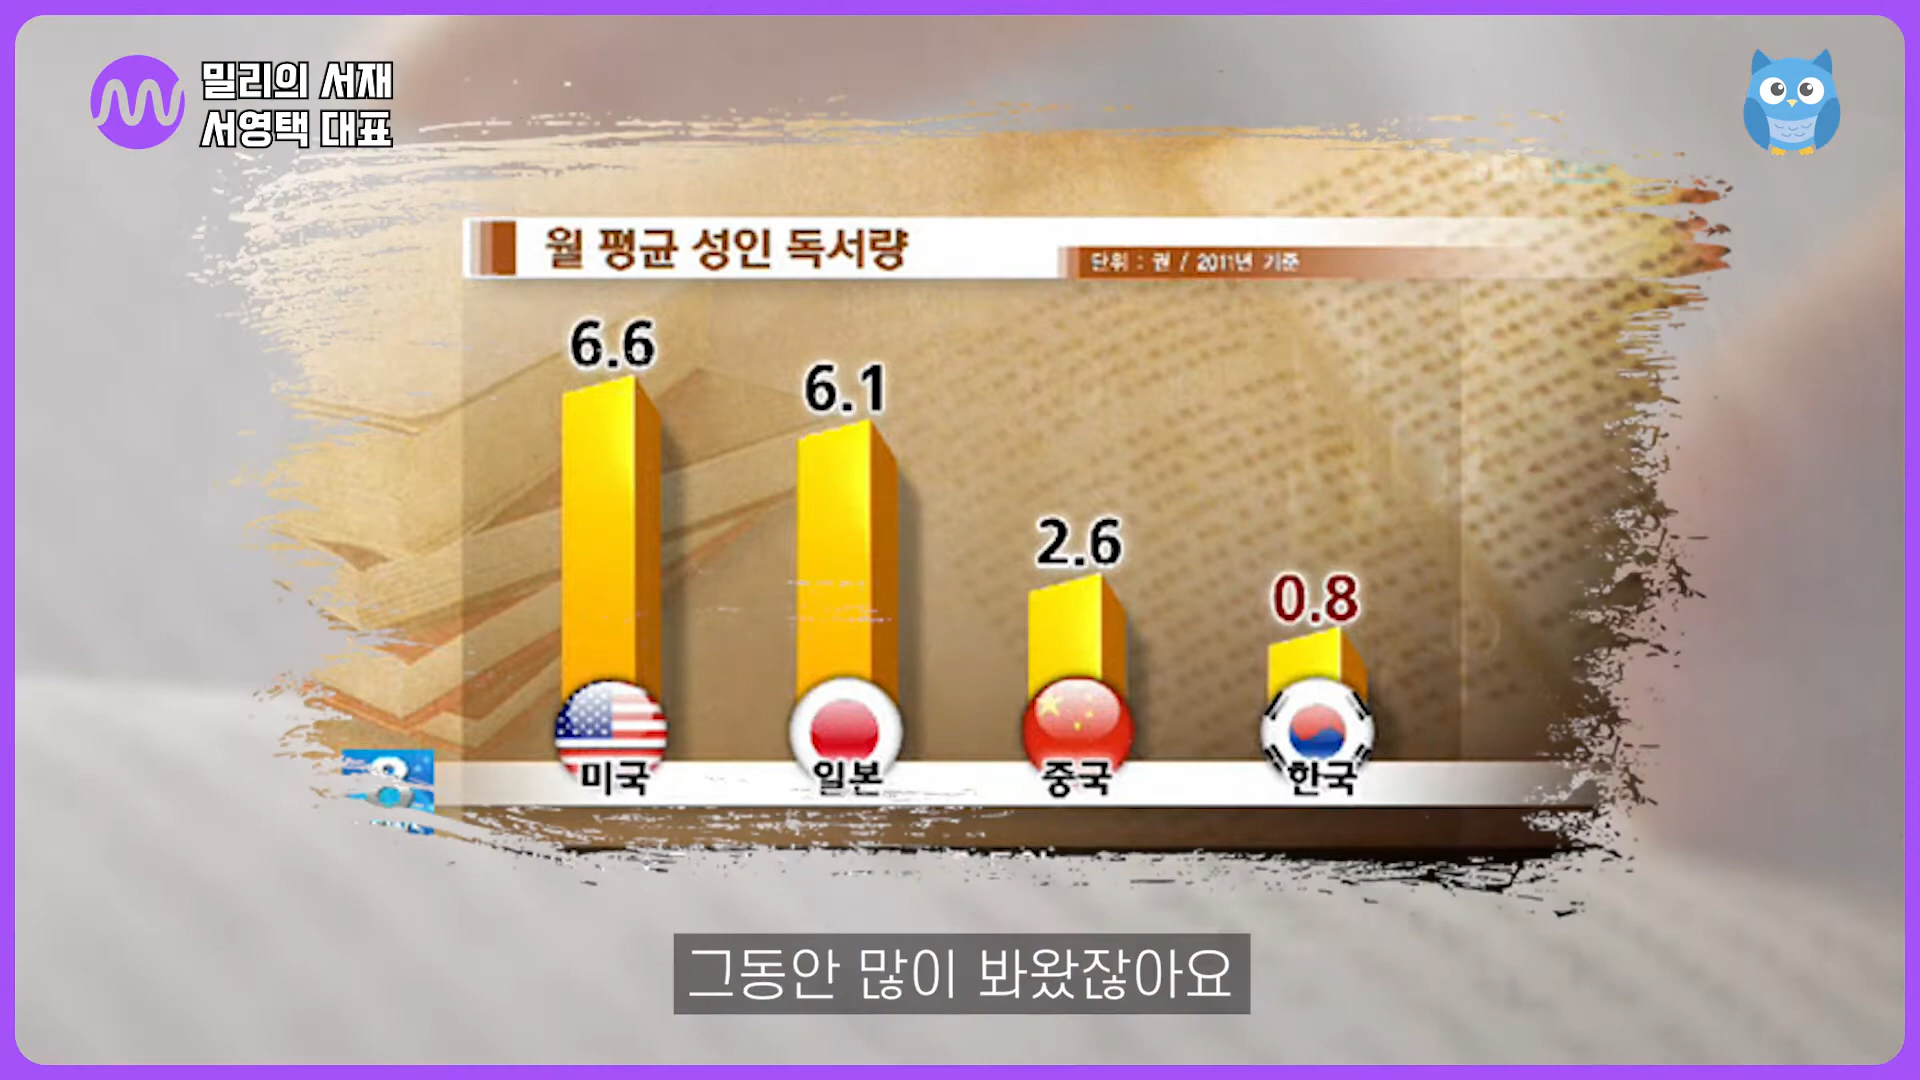 밀리의 서재
서영택 대표
월 평균 성인 독서량
단위 : 권 / 2011년 기준
6.6
6.1
2.6
0.8
미국
일본
중국
한국
그동안 많이 봐왔잖아요